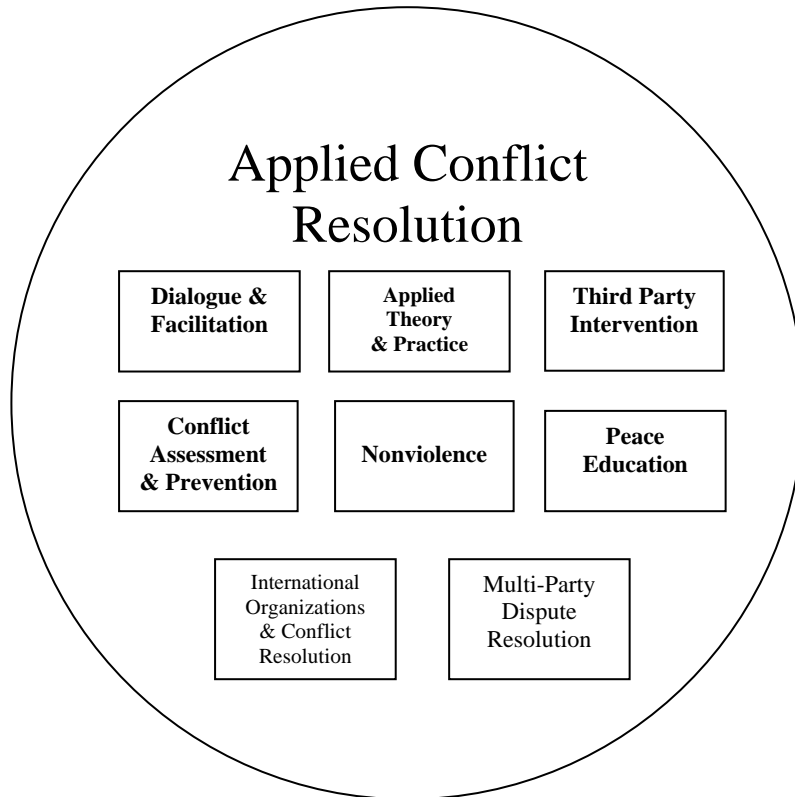 Applied Conflict
Resolution
Dialogue &
Facilitation
Applied
Theory
& Practice
Third Party
Intervention
Conflict
Assessment
& Prevention
Nonviolence
Peace
Education
International
Organizations
& Conflict
Resolution
Multi-Party
Dispute
Resolution